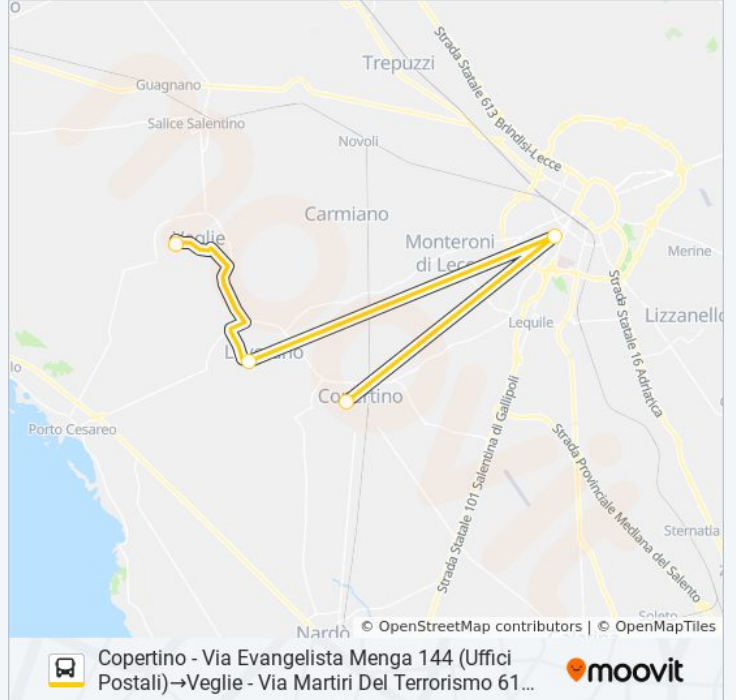 o
Trepuzzi
Strada Statale 613 Brindisi-Lecce
Guagnano
Salice Salentino
Novoli
Carmiano
Veglie
Monteroni
di Lecce
Merine
Strada Statale 16 Adriatica
Lizzanello
Lequile
Leverano
lo
Copertino
Porto Cesareo
Strada Statale 101 Salentina di Gallipoli
Strada Provinciale Mediana del Salento
Sternatia
Soleto
Nardò
© OpenStreetMap contributors | © OpenMapTiles
Copertino - Via Evangelista Menga 144 (Uffici
Postali)→Veglie - Via Martiri Del Terrorismo 61...
moovit